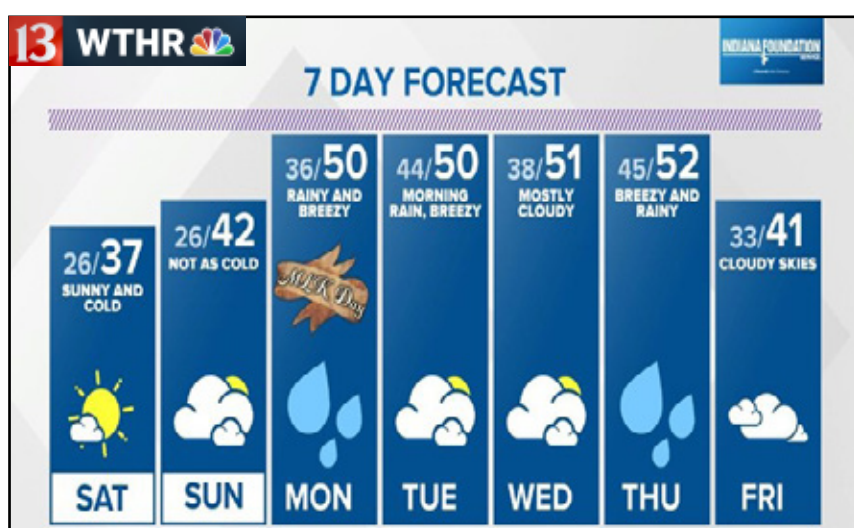 13 WTHR
INDIANA FOUNDATION
SERVICE
7 DAY FORECAST
26/37
SUNNY AND
COLD
SAT
26/42
NOT AS COLD
SUN
36/50
RAINY AND
BREEZY
MLK Day
MON
44/50
MORNING
RAIN, BREEZY
TUE
38/51
MOSTLY
CLOUDY
WED
45/52
BREEZY AND
RAINY
THU
33/41
CLOUDY SKIES
FRI